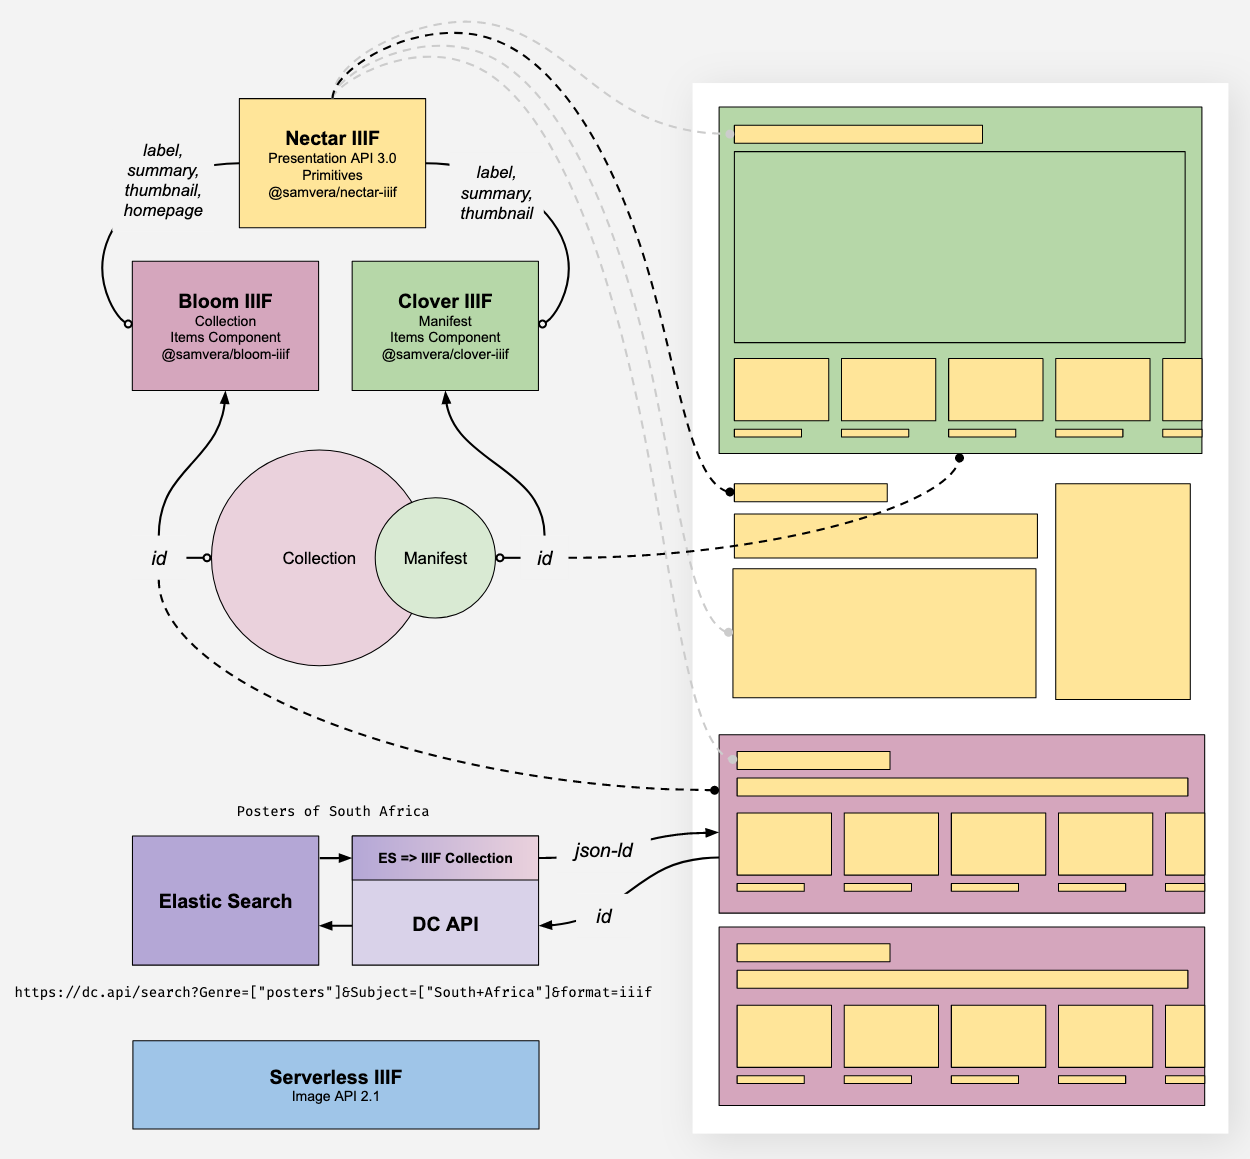 Nectar IIIF
Presentation API 3.0
Primitives
@samvera/nectar-iiif
label,
summary,
thumbnail,
homepage
label,
summary,
thumbnail
Bloom IIIF
Collection
Items Component
@samvera/bloom-iiif
Clover IIIF
Manifest
Items Component
@samvera/clover-iiif
id
Collection
Manifest
id
Posters of South Africa
Elastic Search
ES => IIIF Collection
DC API
json-ld
id
https://dc.api/search?Genre=["posters"]&Subject=["South+Africa"]&format=iiif
Serverless IIIF
Image API 2.1